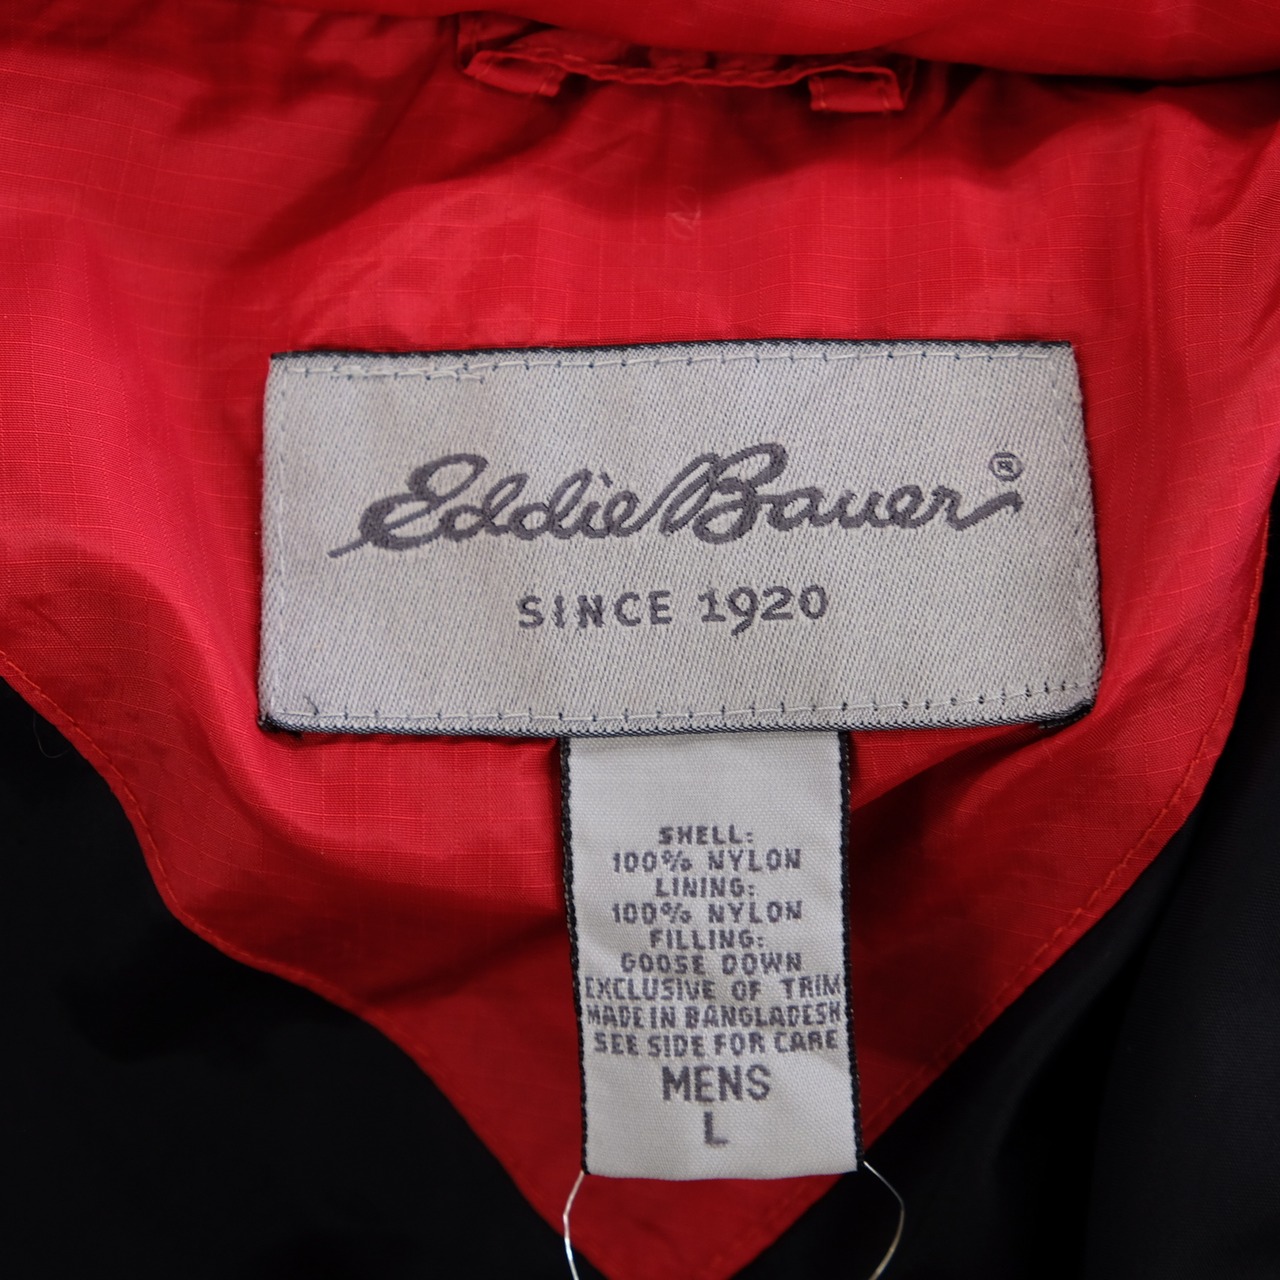 Eddie Bauer®
SINCE 1920
SHELL:
100% NYLON
LINING:
100% NYLON
FILLING:
GOOSE DOWN
EXCLUSIVE OF TRIM
MADE IN BANGLADESH
SEE SIDE FOR CARE
MENS
L